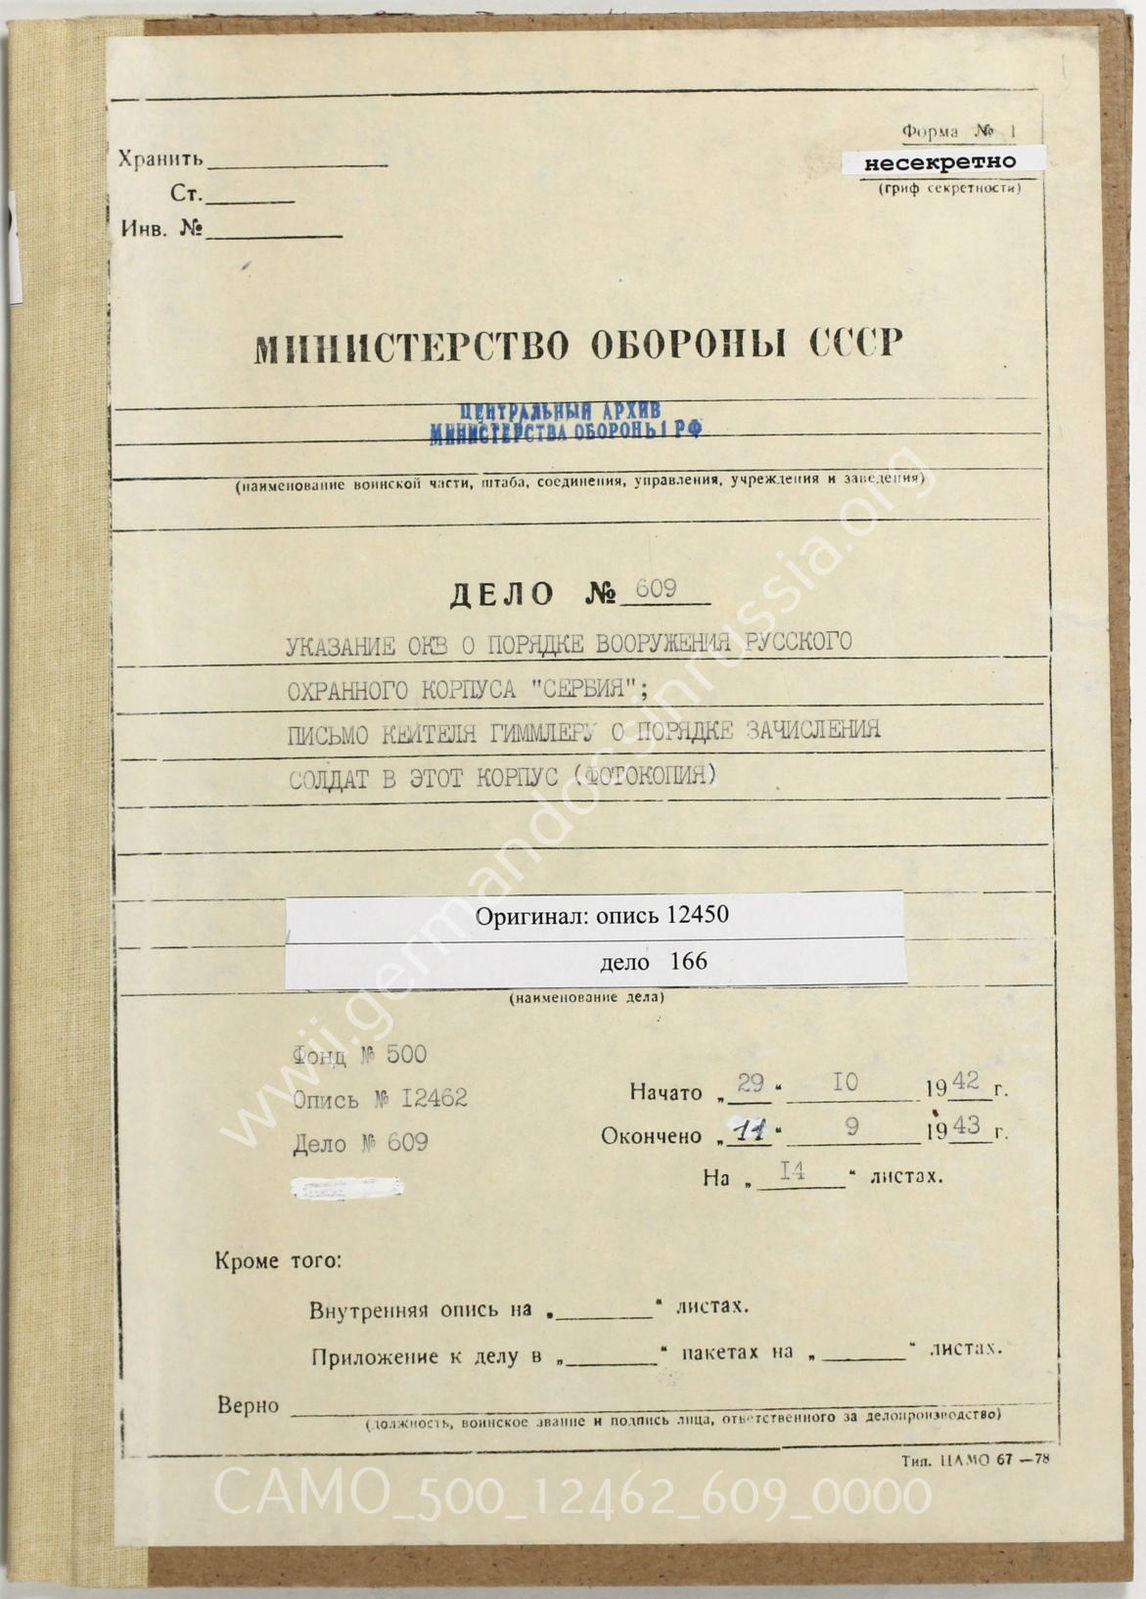 Форма № 1
Хранить
несекретно
(гриф секретности)
Ст.
Инв. №
МИНИСТЕРСТВО ОБОРОНЫ СССР
ЦЕНТРАЛЬНЫЙ АРХИВ
МИНИСТЕРСТВА ОБОРОНЫ РФ
(наименование воинской части, штаба, соединения, управления, учреждения и заведения)
ДЕЛО № 609
УКАЗАНИЕ ОКВ О ПОРЯДКЕ ВООРУЖЕНИЯ РУССКОГО
ОХРАННОГО КОРПУСА "СЕРБИЯ";
ПИСЬМО КЕЙТЕЛЯ ГИММЛЕРУ О ПОРЯДКЕ ЗАЧИСЛЕНИЯ
СОЛДАТ В ЭТОТ КОРПУС (ФОТОКОПИЯ)
Оригинал: опись 12450
дело 166
(наименование дела)
Фонд № 500
Опись № I2462
Дело № 609
Начато „29“ IO 1942 г.
Окончено „11“ 9 1943 г.
На „ I4 “ листах.
Кроме того:
Внутренняя опись на „ “ листах.
Приложение к делу в „ “ пакетах на „ “ листах.
Верно
(должность, воинское звание и подпись лица, ответственного за делопроизводство)
Тип. ЦАМО 67—78
CAMO_500_12462_609_0000
wwii.germandocsinrussia.org